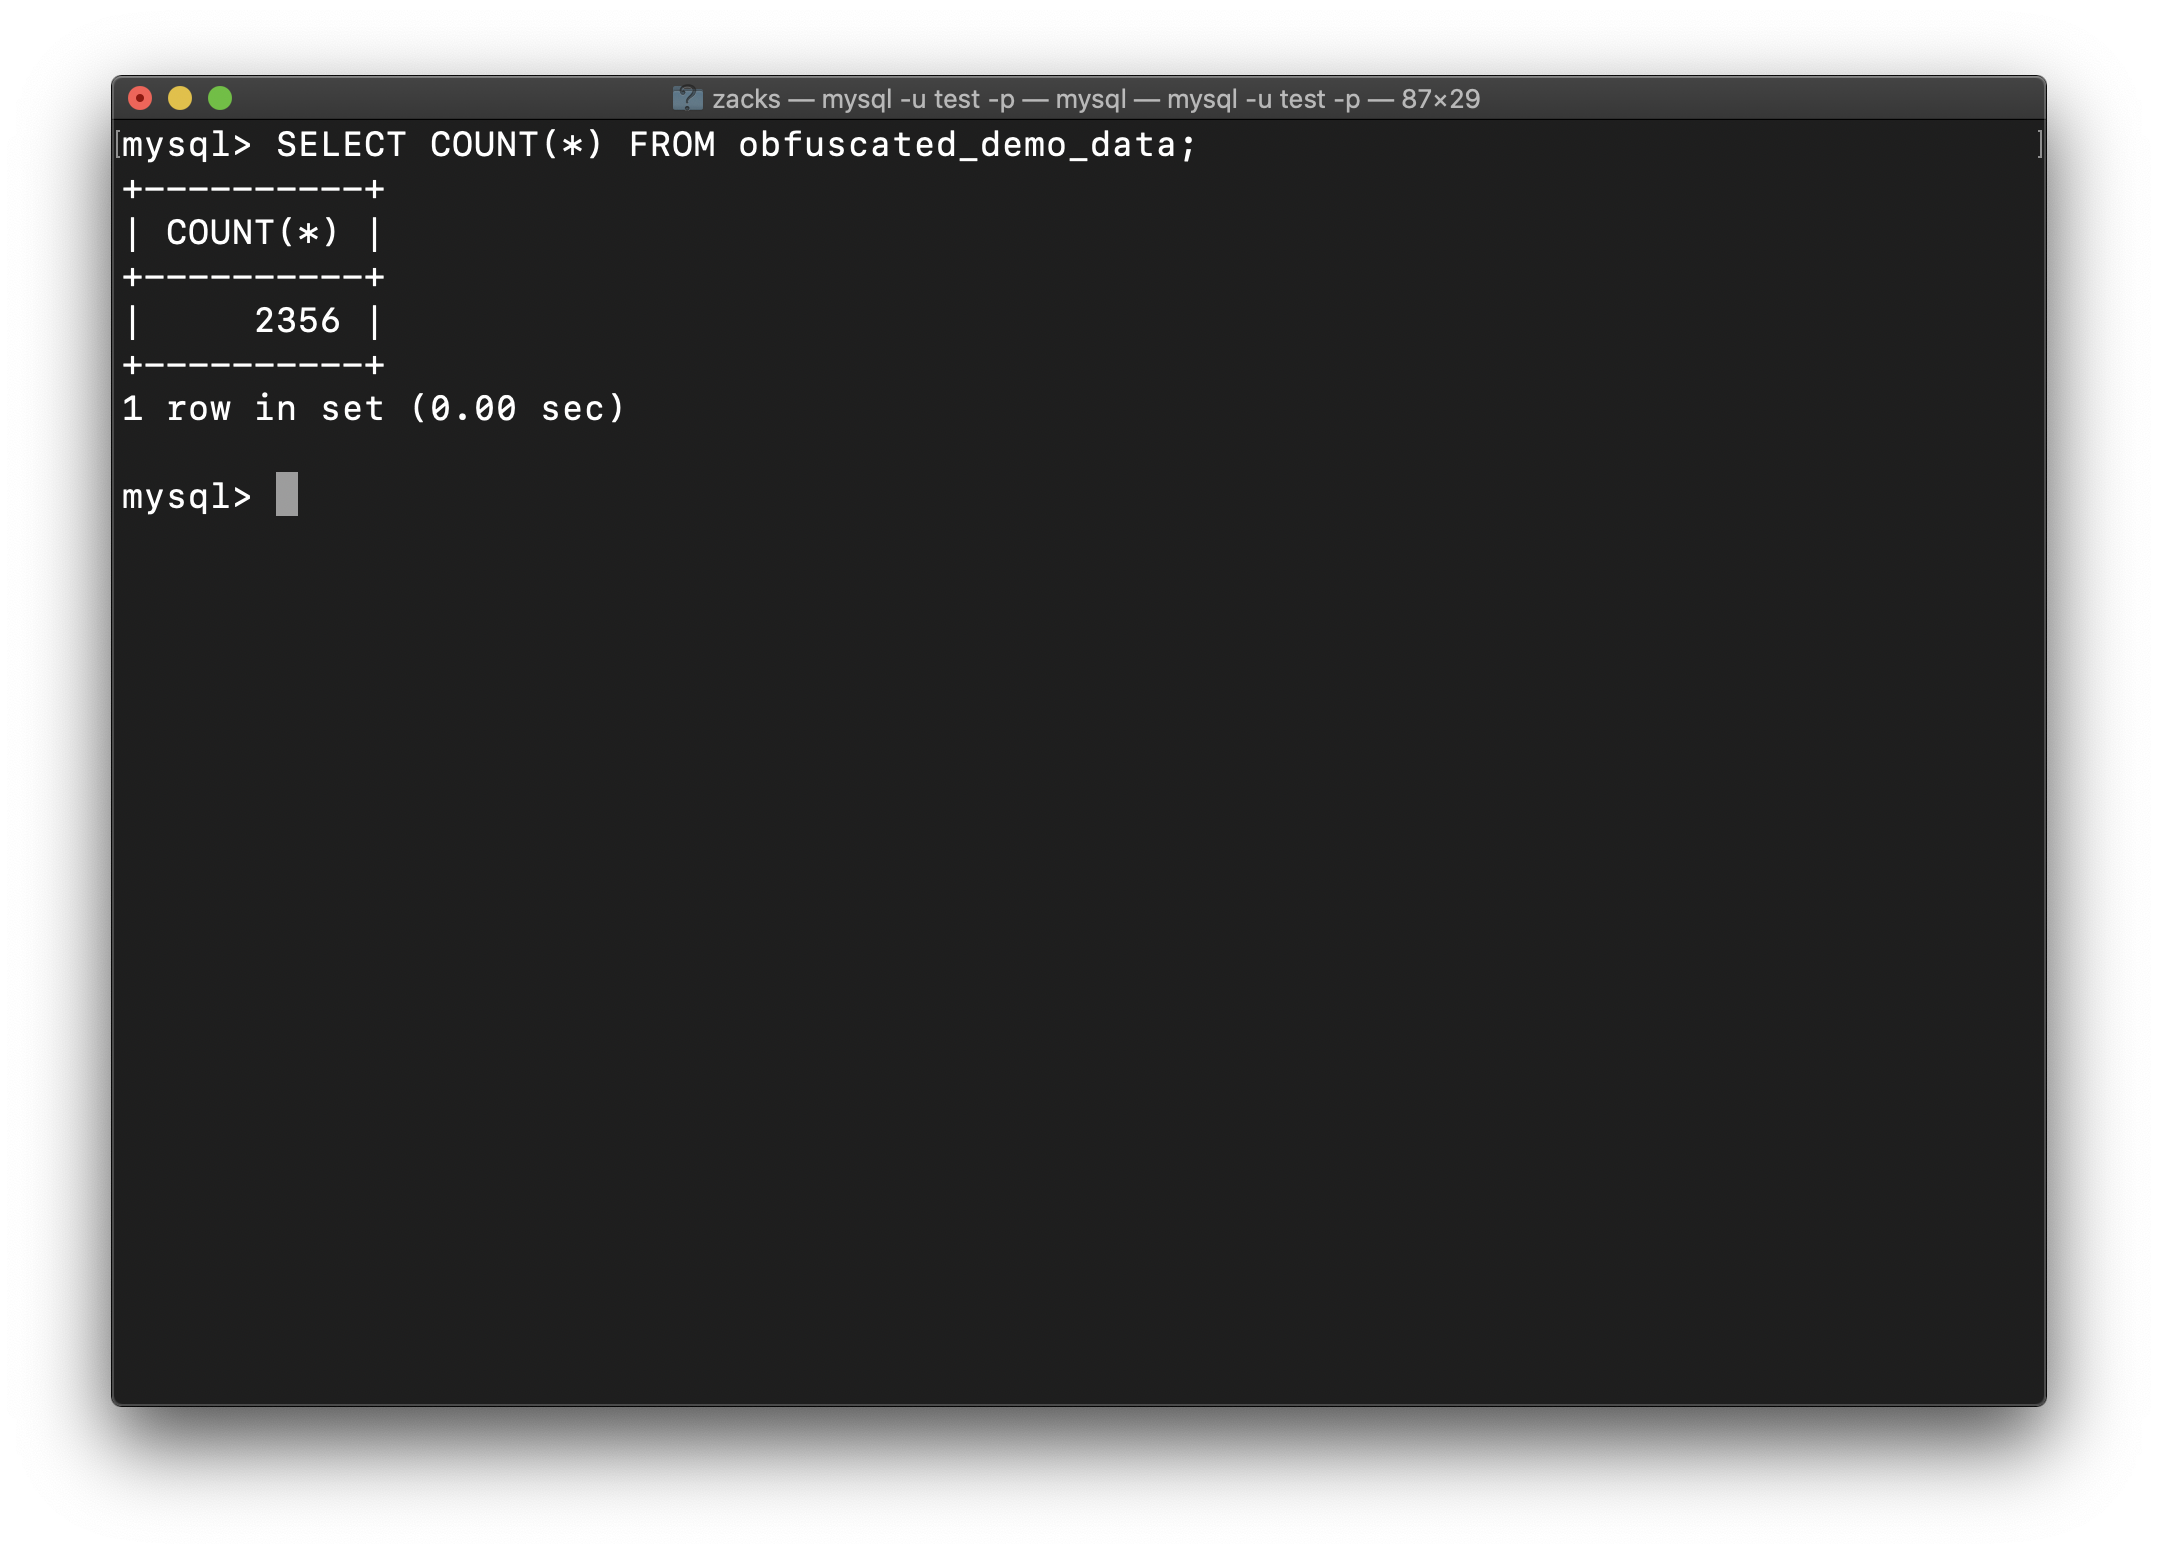 zacks — mysql -u test -p — mysql — mysql -u test -p — 87×29
[mysql> SELECT COUNT(*) FROM obfuscated_demo_data; ]
+----------+
| COUNT(*) |
+----------+
|     2356 |
+----------+
1 row in set (0.00 sec)
mysql>